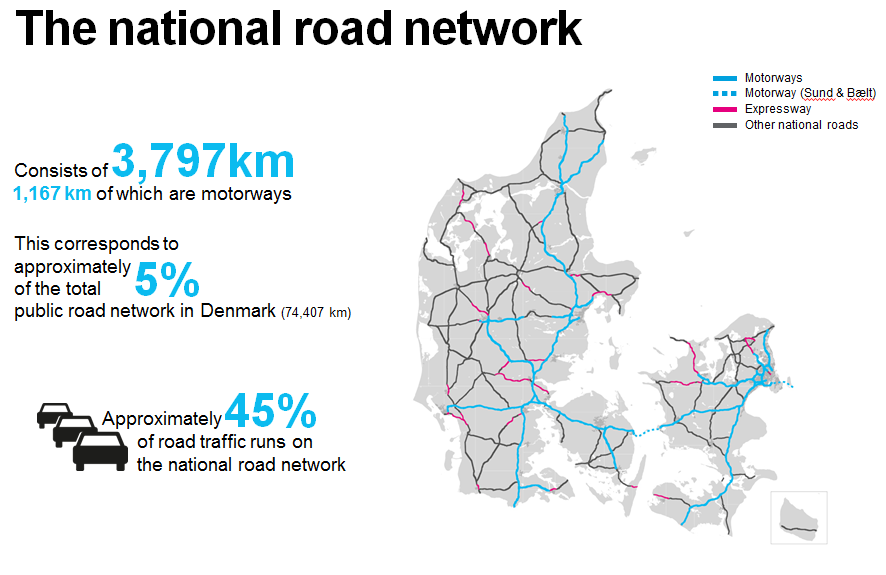 The national road network
Motorways
Motorway (Sund & Bælt)
Expressway
Other national roads
Consists of 3,797km
1,167 km of which are motorways
This corresponds to
approximately 5%
of the total
public road network in Denmark (74,407 km)
Approximately 45%
of road traffic runs on
the national road network